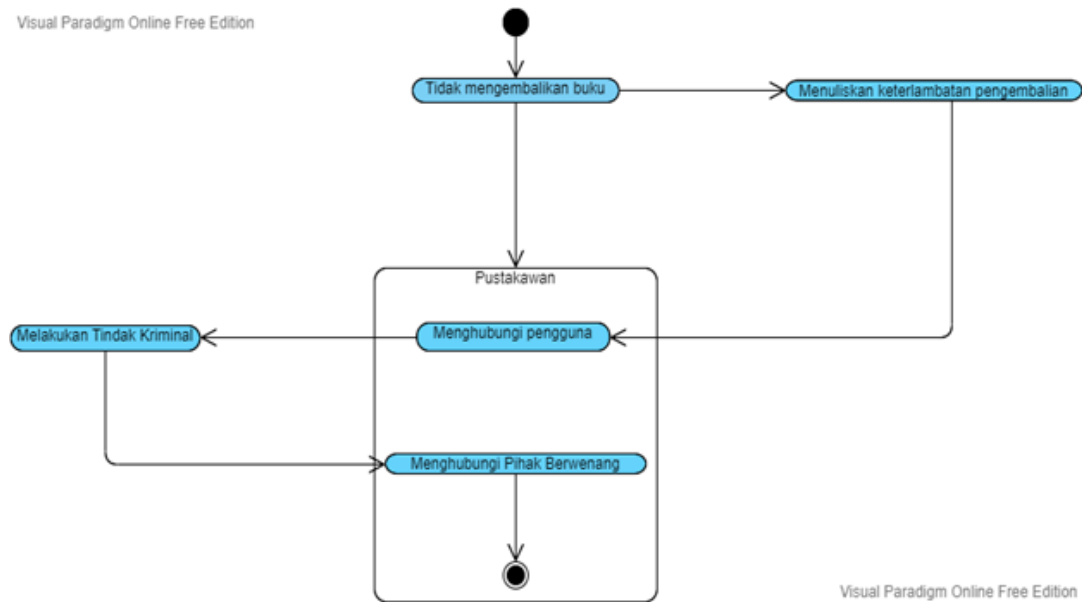 Visual Paradigm Online Free Edition
Tidak mengembalikan buku
Menuliskan keterlambatan pengembalian
Pustakawan
Melakukan Tindak Kriminal
Menghubungi pengguna
Menghubungi Pihak Berwenang
Visual Paradigm Online Free Edition